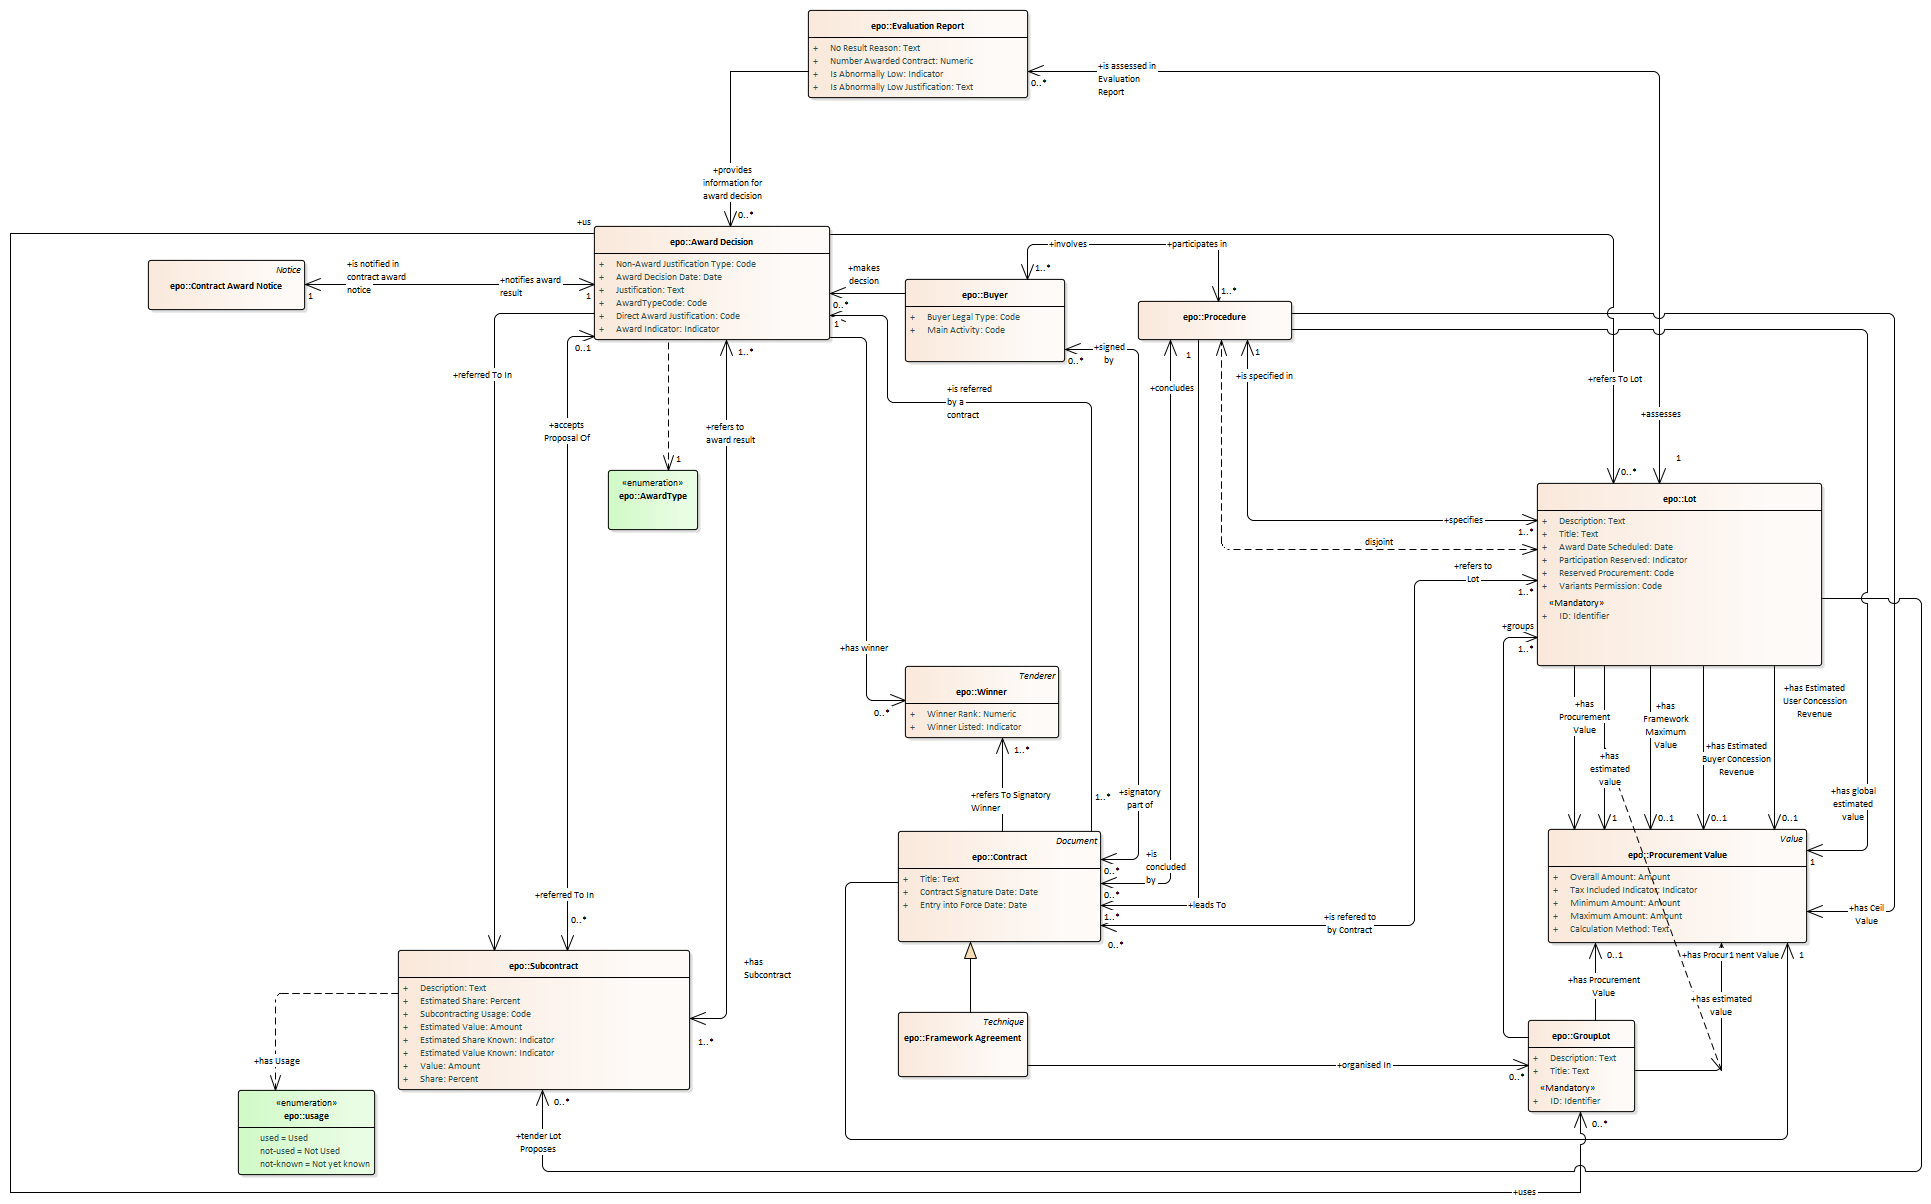 epo::Evaluation Report
+ No Result Reason: Text
+ Number Awarded Contract: Numeric
+ Is Abnormally Low: Indicator
+ Is Abnormally Low Justification: Text
+is assessed in
Evaluation
Report
0..*
+provides
information for
award decision
0..*
+us
epo::Award Decision
+ Non-Award Justification Type: Code
+ Award Decision Date: Date
+ Justification: Text
+ AwardTypeCode: Code
+ Direct Award Justification: Code
+ Award Indicator: Indicator
Notice
epo::Contract Award Notice
+is notified in
contract award
notice
1
+notifies award
result
1
+makes
decsion
0..*
1
+involves
+participates in
1..*
1..*
epo::Buyer
+ Buyer Legal Type: Code
+ Main Activity: Code
epo::Procedure
+signed
by
0..*
1
+concludes
1
+is specified in
+refers To Lot
+assesses
0..*
1
0..1
+referred To In
+accepts
Proposal Of
1..*
+refers to
award result
+is referred
by a
contract
1
«enumeration»
epo::AwardType
epo::Lot
+ Description: Text
+ Title: Text
+ Award Date Scheduled: Date
+ Participation Reserved: Indicator
+ Reserved Procurement: Code
+ Variants Permission: Code
«Mandatory»
+ ID: Identifier
+specifies
1..*
disjoint
+refers to
Lot
1..*
+groups
1..*
+has winner
0..*
Tenderer
epo::Winner
+ Winner Rank: Numeric
+ Winner Listed: Indicator
1..*
+refers To Signatory
Winner
1..*
+signatory
part of
+has
Procurement
Value
+has
estimated
value
1
+has
Framework
Maximum
Value
0..1
+has Estimated
Buyer Concession
Revenue
0..1
+has Estimated
User Concession
Revenue
0..1
+has global
estimated
value
1
Document
epo::Contract
+ Title: Text
+ Contract Signature Date: Date
+ Entry into Force Date: Date
0..*
+is
concluded
by
0..*
+leads To
1..*
0..*
+is refered to
by Contract
Value
epo::Procurement Value
+ Overall Amount: Amount
+ Tax Included Indicator: Indicator
+ Minimum Amount: Amount
+ Maximum Amount: Amount
+ Calculation Method: Text
+has Ceil
Value
+referred To In
0..*
+has
Subcontract
1..*
epo::Subcontract
+ Description: Text
+ Estimated Share: Percent
+ Subcontracting Usage: Code
+ Estimated Value: Amount
+ Estimated Share Known: Indicator
+ Estimated Value Known: Indicator
+ Value: Amount
+ Share: Percent
+has Usage
«enumeration»
epo::usage
used = Used
not-used = Not Used
not-known = Not yet known
0..*
+tender Lot
Proposes
Technique
epo::Framework Agreement
+organised In
0..*
0..1
+has Procurement
Value
1
+has estimated
value
1
epo::GroupLot
+ Description: Text
+ Title: Text
«Mandatory»
+ ID: Identifier
0..*
+uses